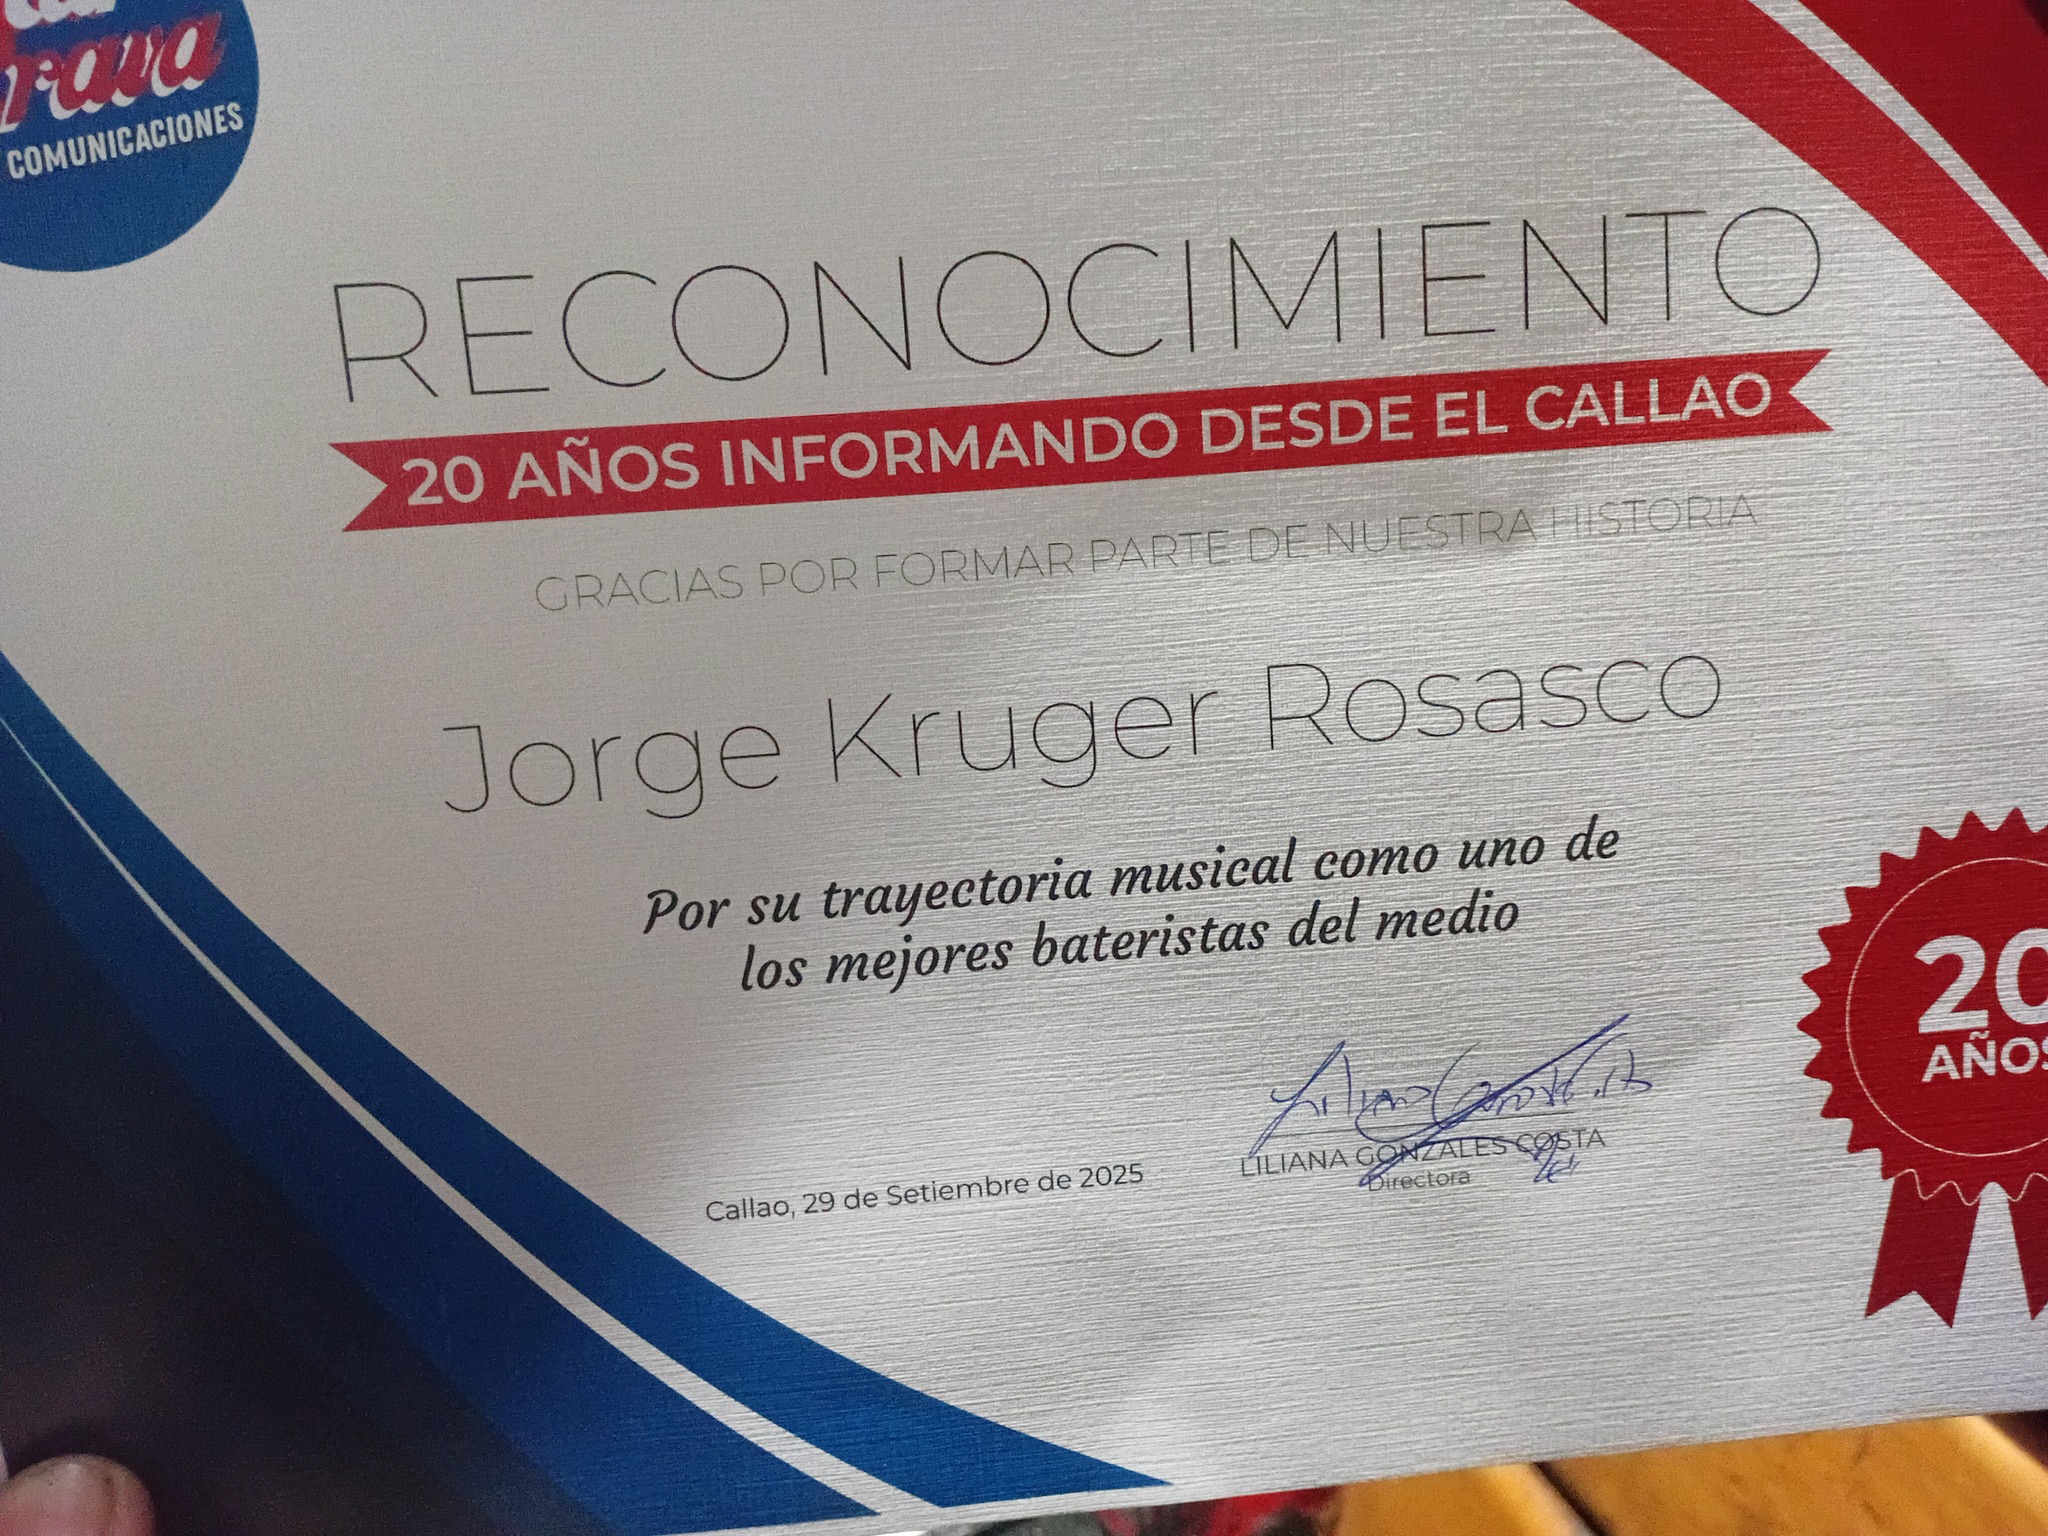 COMUNICACIONES
RECONOCIMIENTO
20 AÑOS INFORMANDO DESDE EL CALLAO
GRACIAS POR FORMAR PARTE DE NUESTRA HISTORIA
Jorge Kruger Rosasco
Por su trayectoria musical como uno de
los mejores bateristas del medio
20
AÑOS
LILIANA GONZALES COSTA
Directora
Callao, 29 de Setiembre de 2025